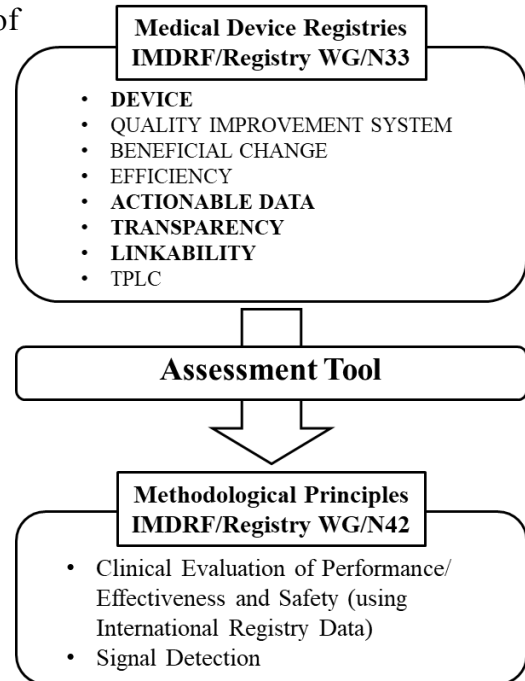 of
Medical Device Registries
IMDRF/Registry WG/N33
• DEVICE
• QUALITY IMPROVEMENT SYSTEM
• BENEFICIAL CHANGE
• EFFICIENCY
• ACTIONABLE DATA
• TRANSPARENCY
• LINKABILITY
• TPLC
Assessment Tool
Methodological Principles
IMDRF/Registry WG/N42
• Clinical Evaluation of Performance/
Effectiveness and Safety (using
International Registry Data)
• Signal Detection